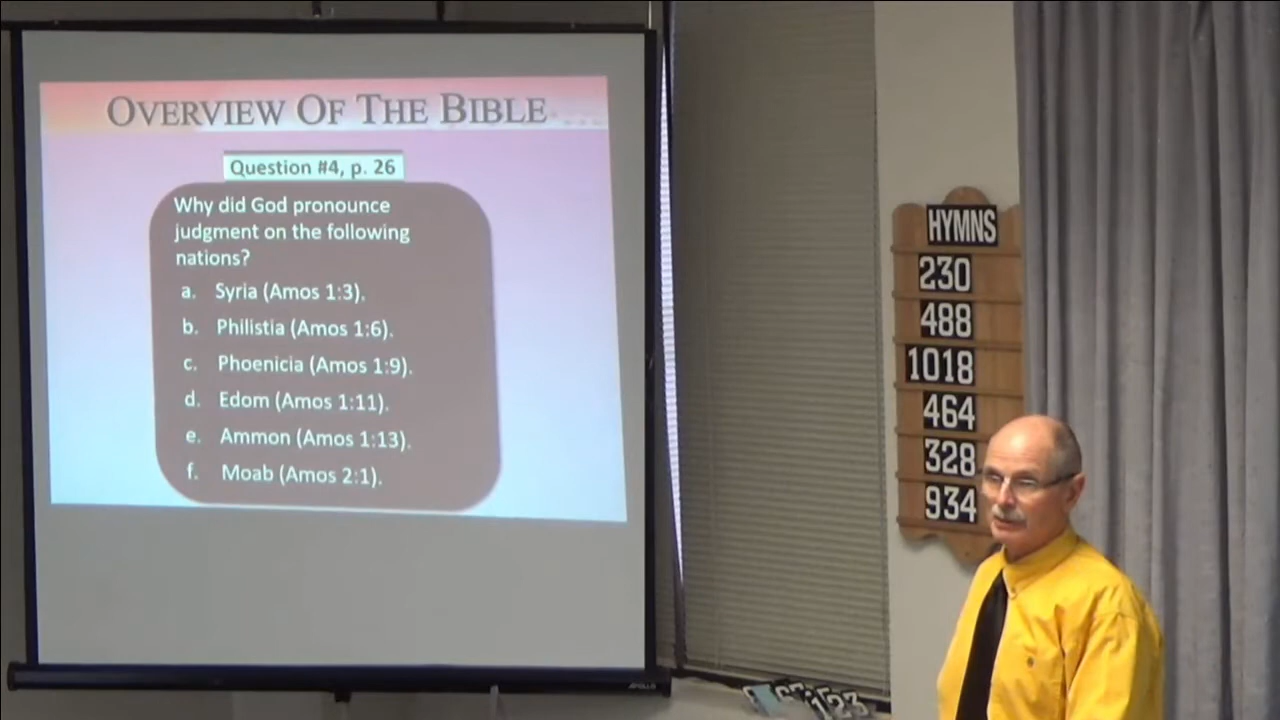 OVERVIEW OF THE BIBLE
Question #4, p. 26
Why did God pronounce
judgment on the following
nations?
a. Syria (Amos 1:3).
b. Philistia (Amos 1:6).
c. Phoenicia (Amos 1:9).
d. Edom (Amos 1:11).
e. Ammon (Amos 1:13).
f. Moab (Amos 2:1).
HYMNS
230
488
1018
464
328
934
APOLLO